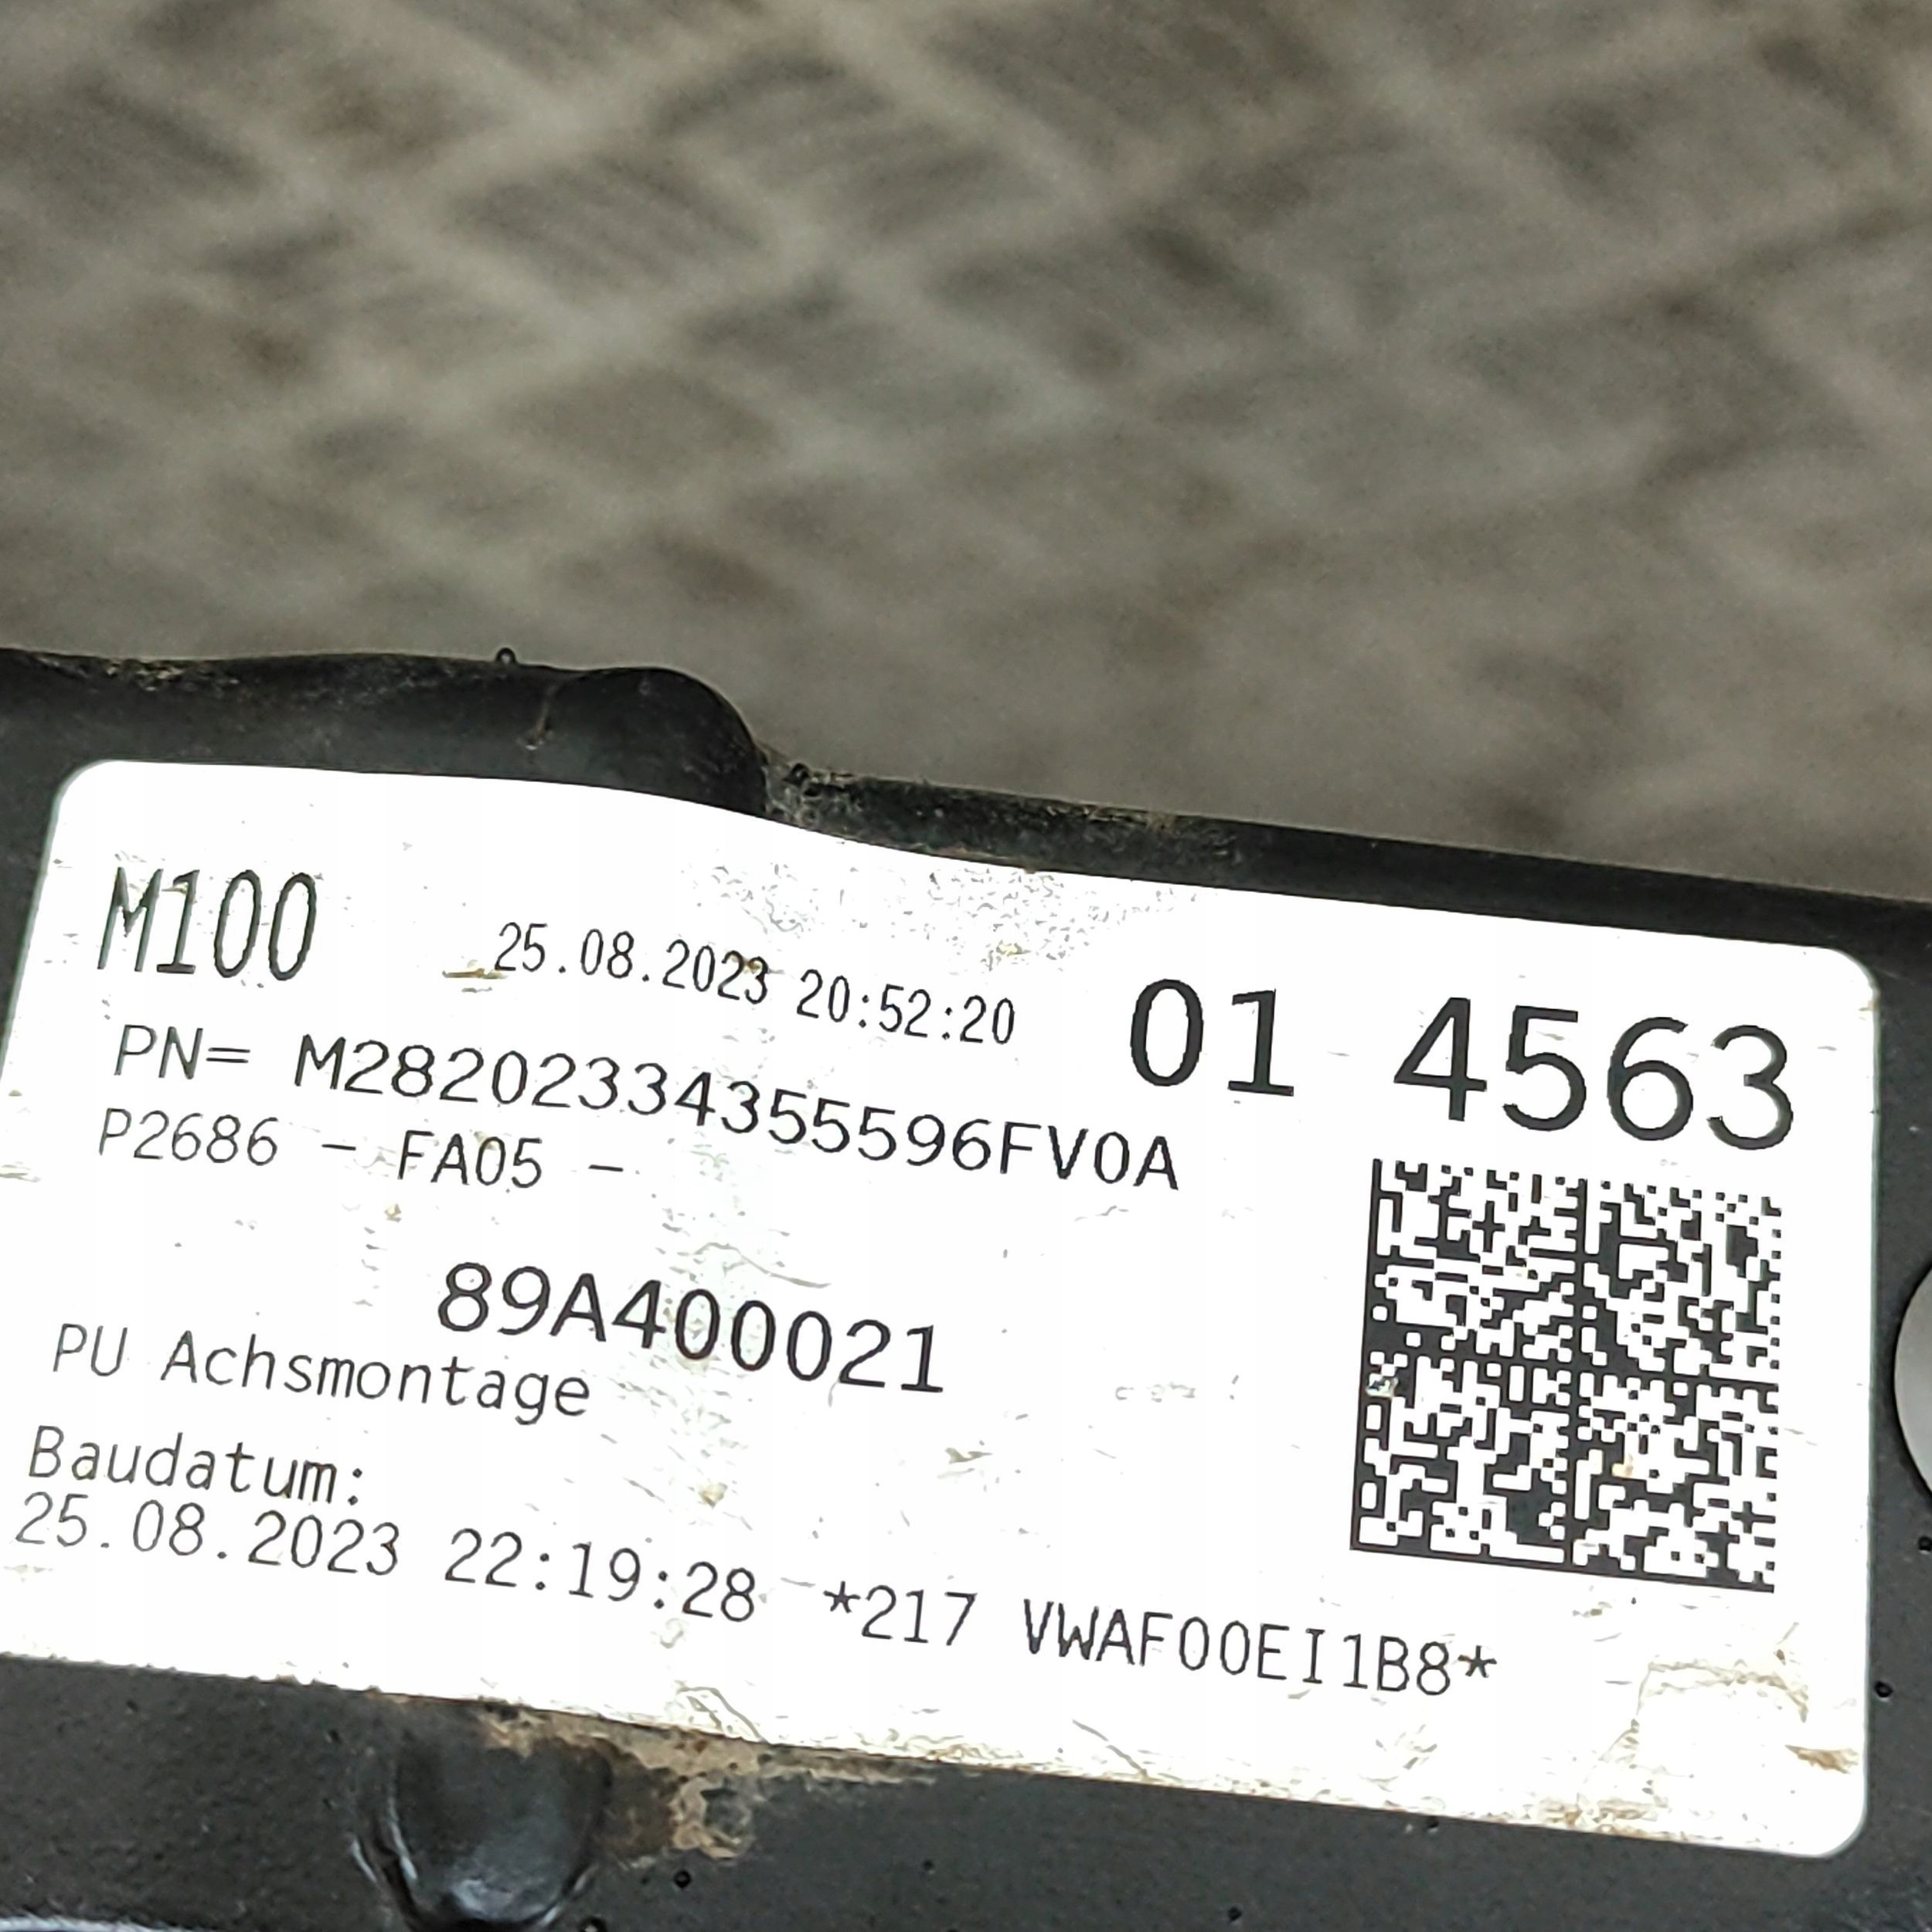 M100 25.08.2023 20:52:20 01 4563
PN= M28202334355596FV0A
P2686 - FA05 -
89A400021
PU Achsmontage
Baudatum:
25.08.2023 22:19:28 *217 VWAF00EI1B8*